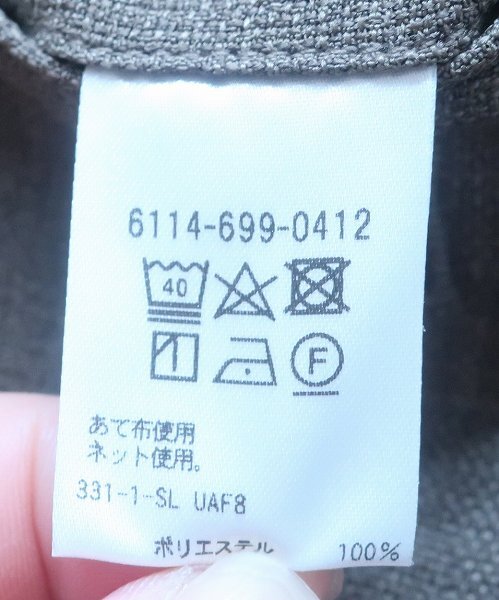 6114-699-0412
40
F
あて布使用
ネット使用。
331-1-SL UAF8
ポリエステル 100%